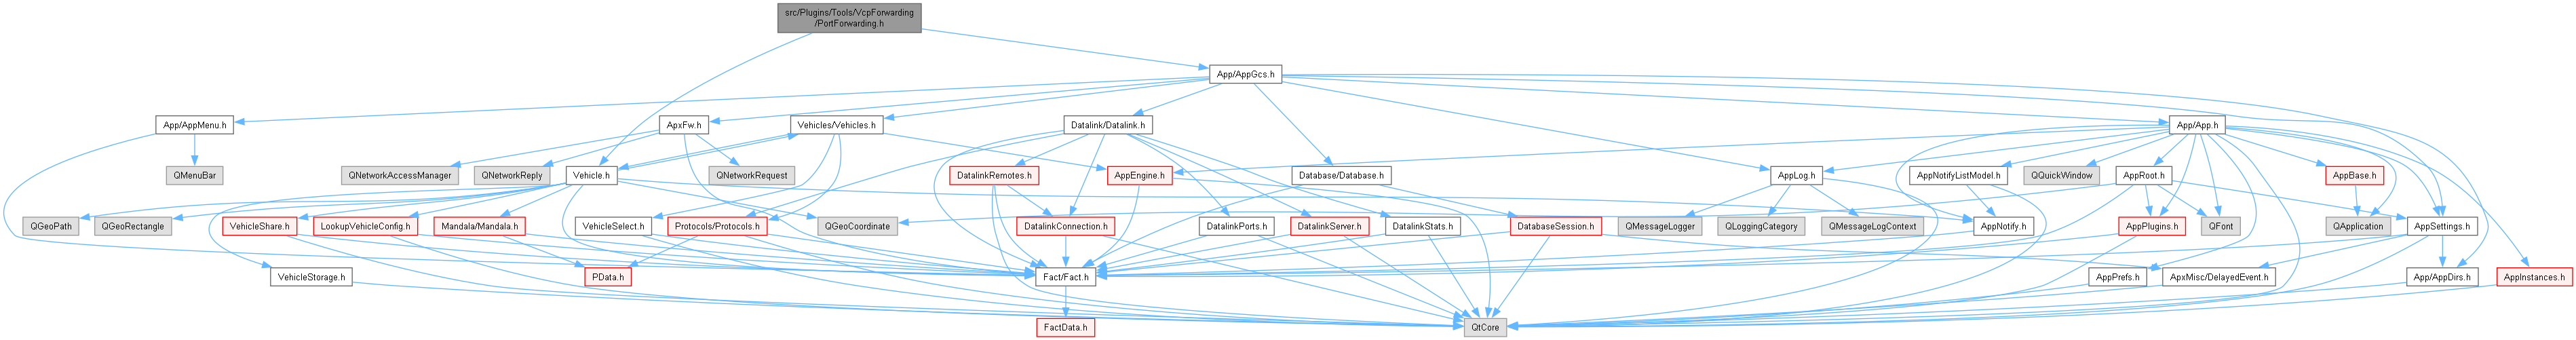 src/Plugins/Tools/VcpForwarding
/PortForwarding.h
App/AppGcs.h
App/AppMenu.h
ApxFw.h
Vehicles/Vehicles.h
Datalink/Datalink.h
App/App.h
QMenuBar
QNetworkAccessManager
QNetworkReply
Vehicle.h
QNetworkRequest
DatalinkRemotes.h
AppEngine.h
Database/Database.h
AppLog.h
AppNotifyListModel.h
QQuickWindow
AppRoot.h
AppBase.h
QGeoPath
QGeoRectangle
VehicleShare.h
LookupVehicleConfig.h
Mandala/Mandala.h
VehicleSelect.h
Protocols/Protocols.h
QGeoCoordinate
DatalinkConnection.h
DatalinkPorts.h
DatalinkServer.h
DatalinkStats.h
DatabaseSession.h
QMessageLogger
QLoggingCategory
QMessageLogContext
AppNotify.h
AppPlugins.h
QFont
QApplication
AppSettings.h
VehicleStorage.h
PData.h
Fact/Fact.h
AppPrefs.h
ApxMisc/DelayedEvent.h
App/AppDirs.h
AppInstances.h
FactData.h
QtCore